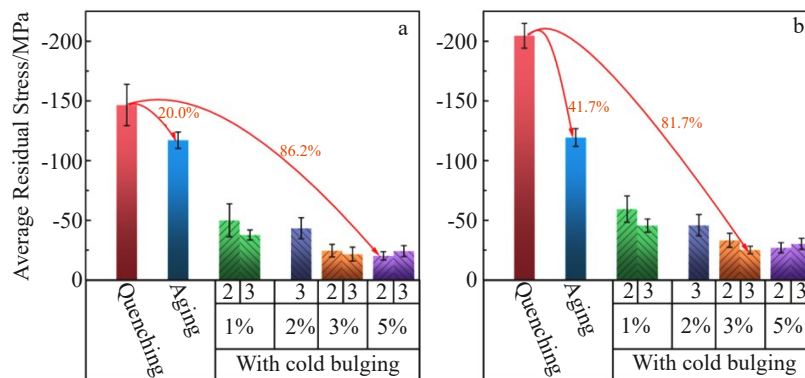 Average Residual Stress/MPa
-200
-150
-100
-50
0
a
20.0%
86.2%
Quenching
Aging
2 3 3 2 3 2 3
1% 2% 3% 5%
With cold bulging
-200
-150
-100
-50
0
b
41.7%
81.7%
Quenching
Aging
2 3 3 2 3 2 3
1% 2% 3% 5%
With cold bulging